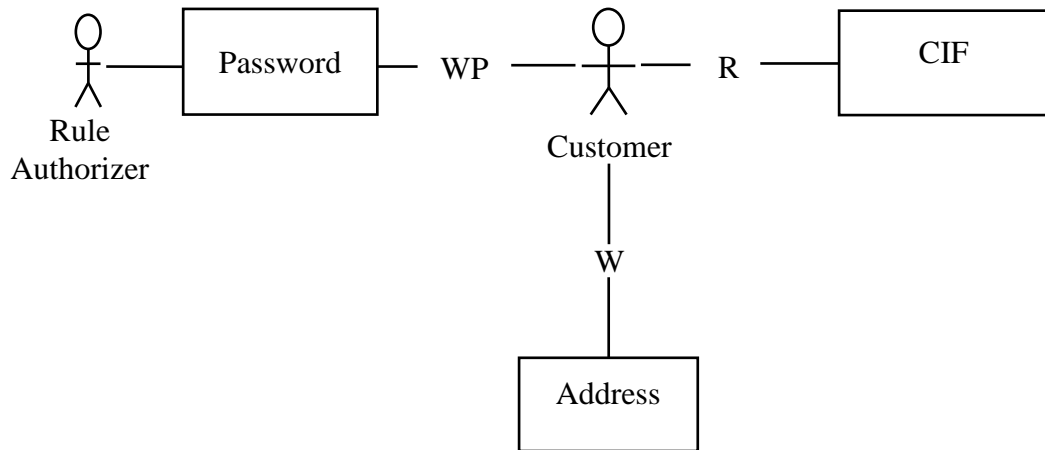 Password
WP
R
CIF
Rule
Authorizer
Customer
W
Address